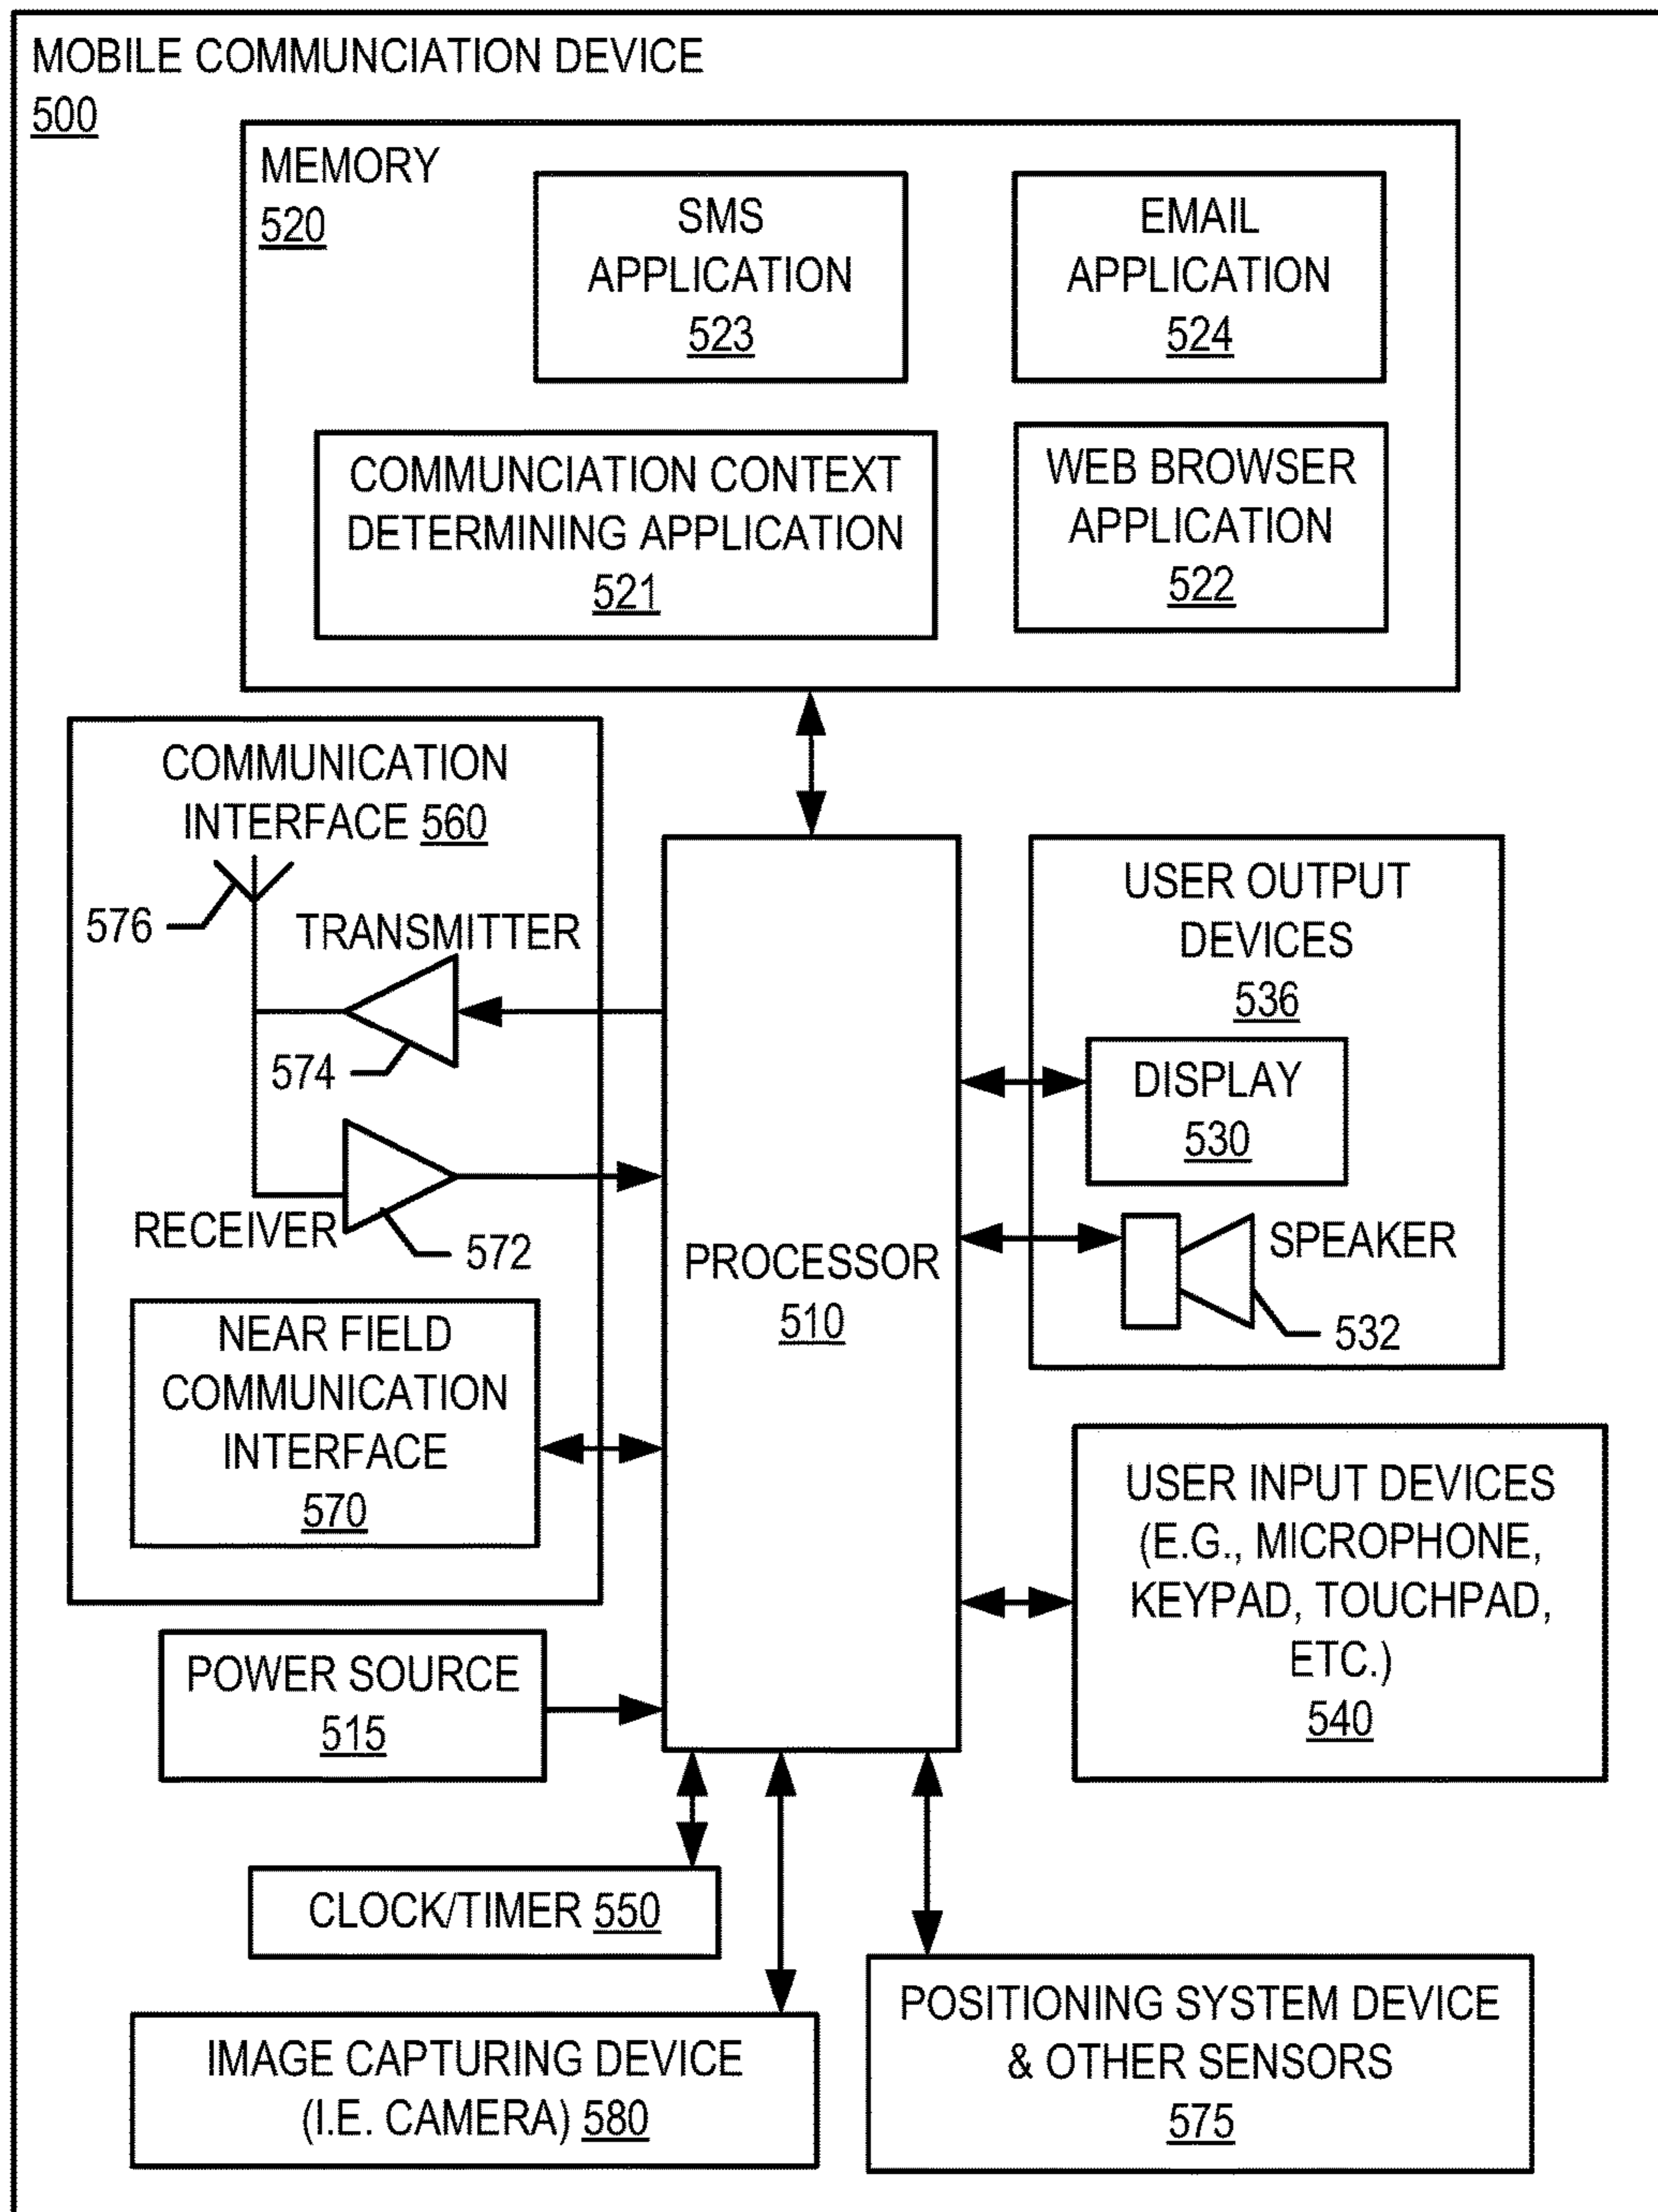 MOBILE COMMUNCIATION DEVICE
500
MEMORY
520
SMS
APPLICATION
523
EMAIL
APPLICATION
524
COMMUNCIATION CONTEXT
DETERMINING APPLICATION
521
WEB BROWSER
APPLICATION
522
COMMUNICATION
INTERFACE 560
576
TRANSMITTER
574
RECEIVER
572
NEAR FIELD
COMMUNICATION
INTERFACE
570
PROCESSOR
510
USER OUTPUT
DEVICES
536
DISPLAY
530
SPEAKER
532
USER INPUT DEVICES
(E.G., MICROPHONE,
KEYPAD, TOUCHPAD,
ETC.)
540
POWER SOURCE
515
CLOCK/TIMER 550
IMAGE CAPTURING DEVICE
(I.E. CAMERA) 580
POSITIONING SYSTEM DEVICE
& OTHER SENSORS
575